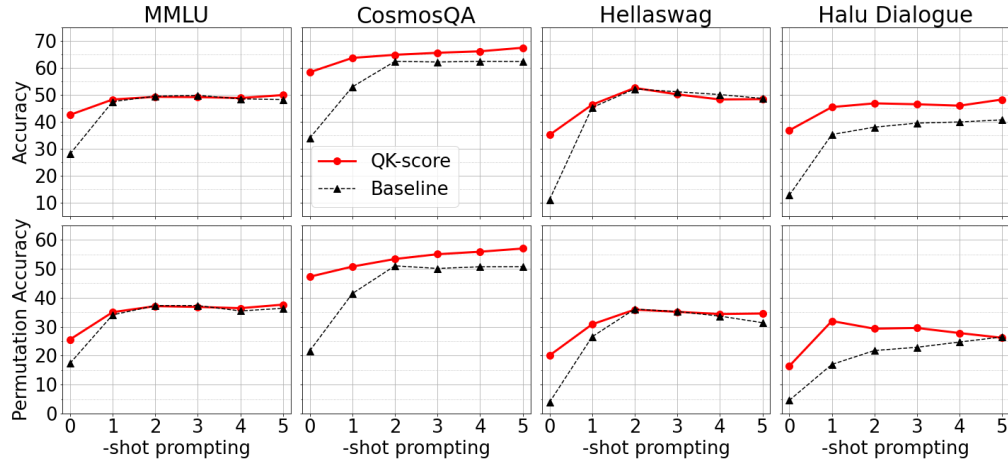 MMLU CosmosQA Hellaswag Halu Dialogue
Accuracy
70
60
50
40
30
20
10
QK-score
Baseline
Permutation Accuracy
60
50
40
30
20
10
0
0 1 2 3 4 5 0 1 2 3 4 5 0 1 2 3 4 5 0 1 2 3 4 5
-shot prompting -shot prompting -shot prompting -shot prompting